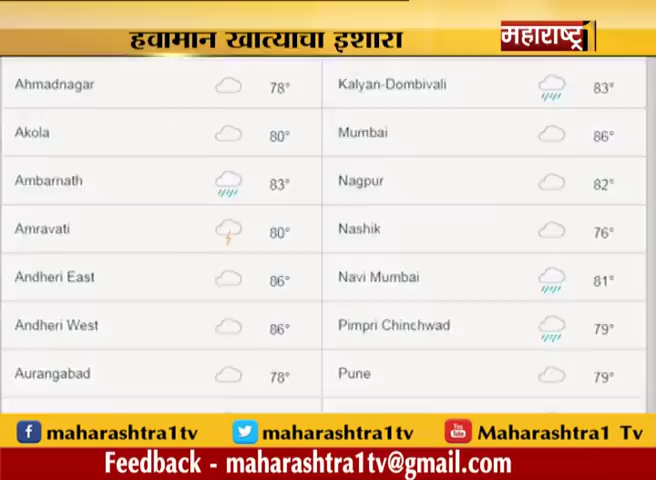 हवामान खात्याचा इशारा
महाराष्ट्र1
Ahmadnagar 78°
Kalyan-Dombivali 83°
Akola 80°
Mumbai 86°
Ambarnath 83°
Nagpur 82°
Amravati 80°
Nashik 76°
Andheri East 86°
Navi Mumbai 81°
Andheri West 86°
Pimpri Chinchwad 79°
Aurangabad 78°
Pune 79°
f maharashtra1tv maharashtra1tv You Tube Maharashtra1 Tv
Feedback - maharashtra1tv@gmail.com